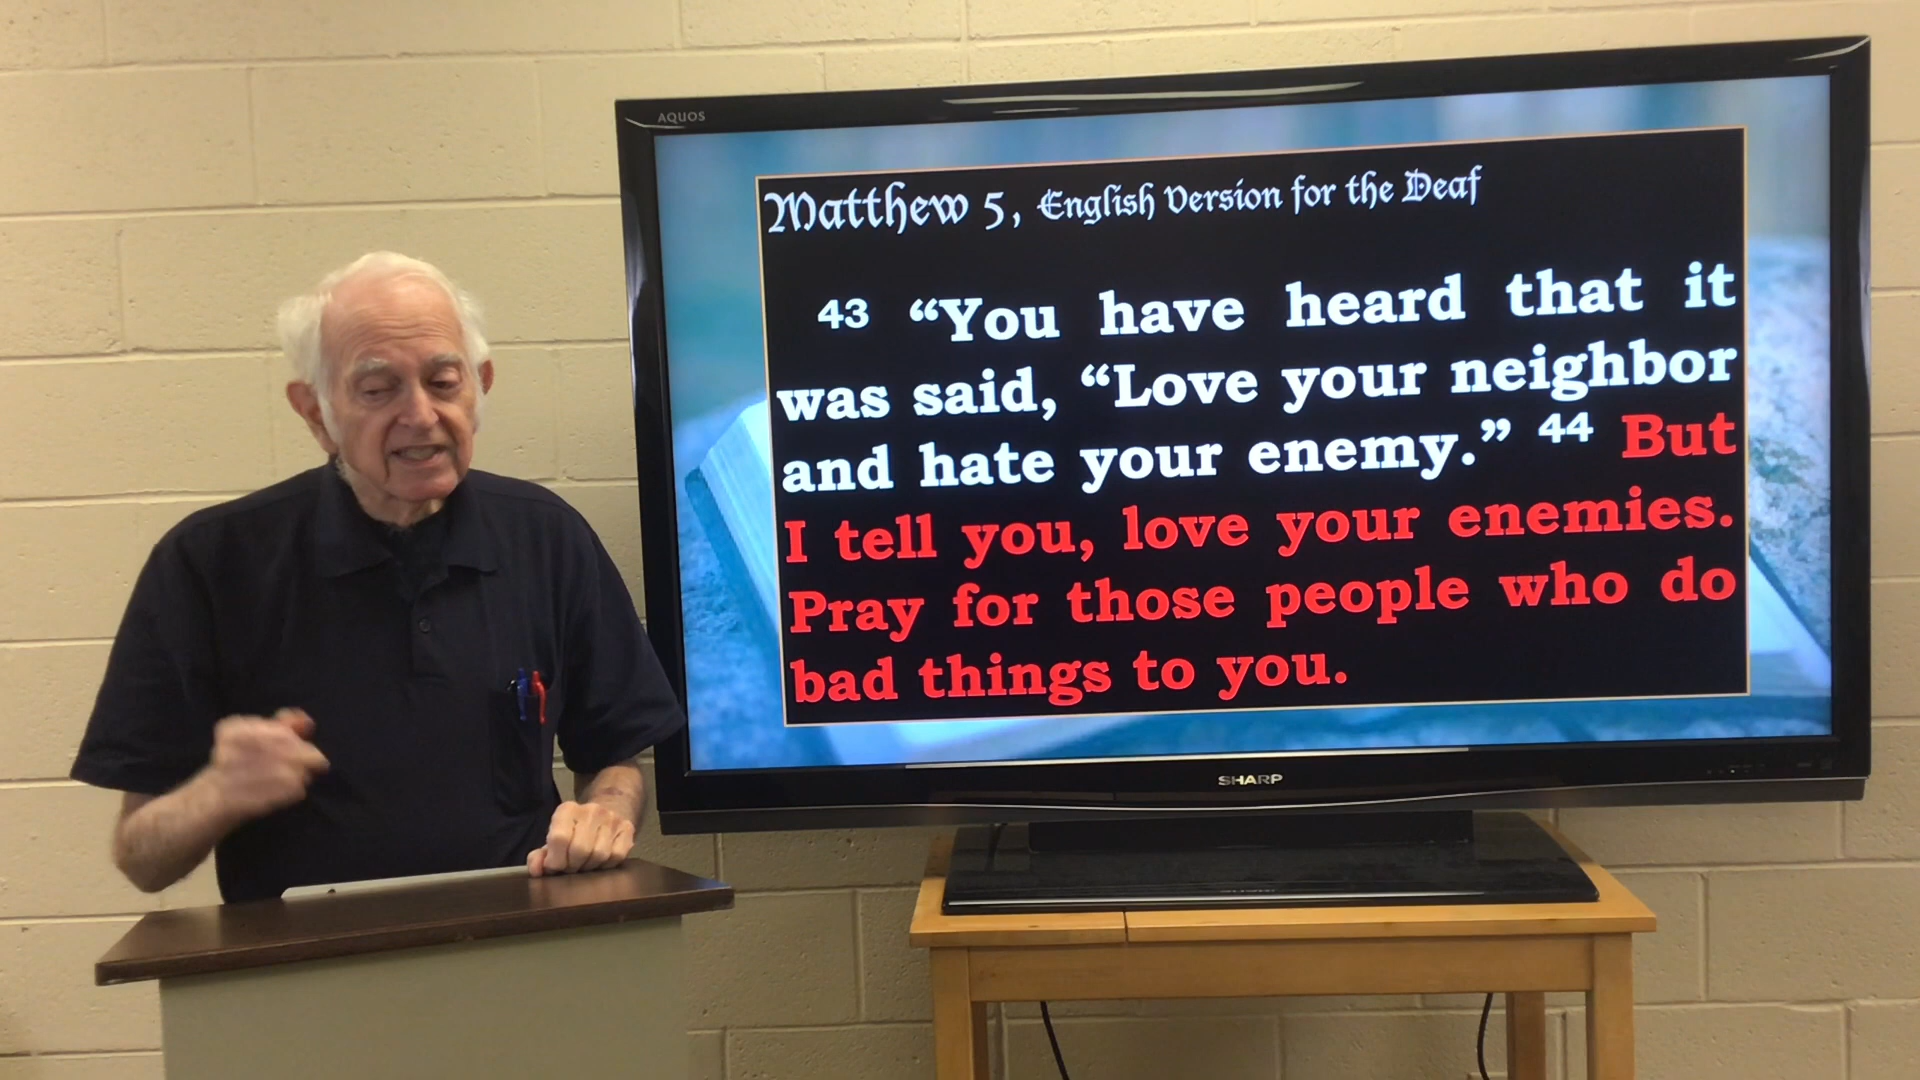 AQUOS
Matthew 5, English Version for the Deaf
43 “You have heard that it
was said, “Love your neighbor
and hate your enemy.” 44 But
I tell you, love your enemies.
Pray for those people who do
bad things to you.
SHARP